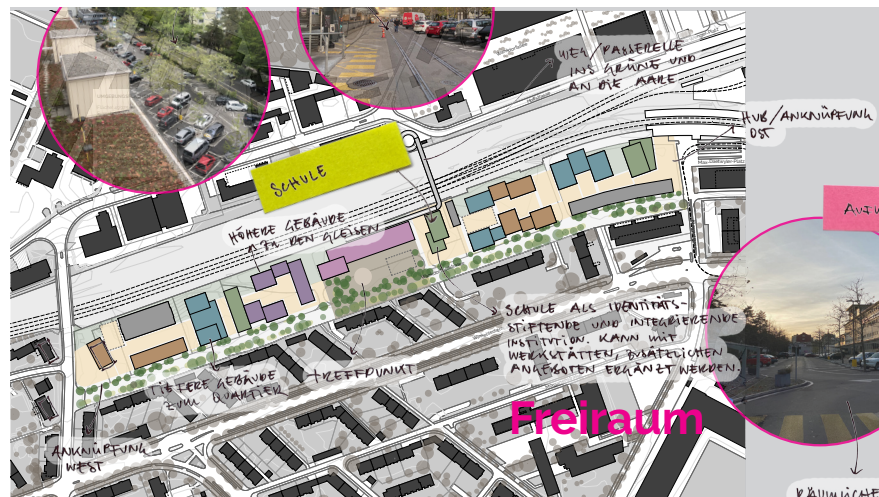 WEG/PASSERELLE
INS GRÜNE UND
AN DIE AARE
HUB/ANKNÜPFUNG
OST
SCHULE
HÖHERE GEBÄUDE
ZU DEN GLEISEN
SCHULE ALS IDENTITÄTS-
STIFTENDE UND INTEGRIERENDE
INSTITUTION. KANN MIT
WERKSTÄTTEN, ZUSÄTZLICHEN
ANGEBOTEN ERGÄNZT WERDEN.
TIEFERE GEBÄUDE
ZUM QUARTIER
TREFFPUNKT
Freiraum
ANKNÜPFUNG
WEST
RÄUMLICHE